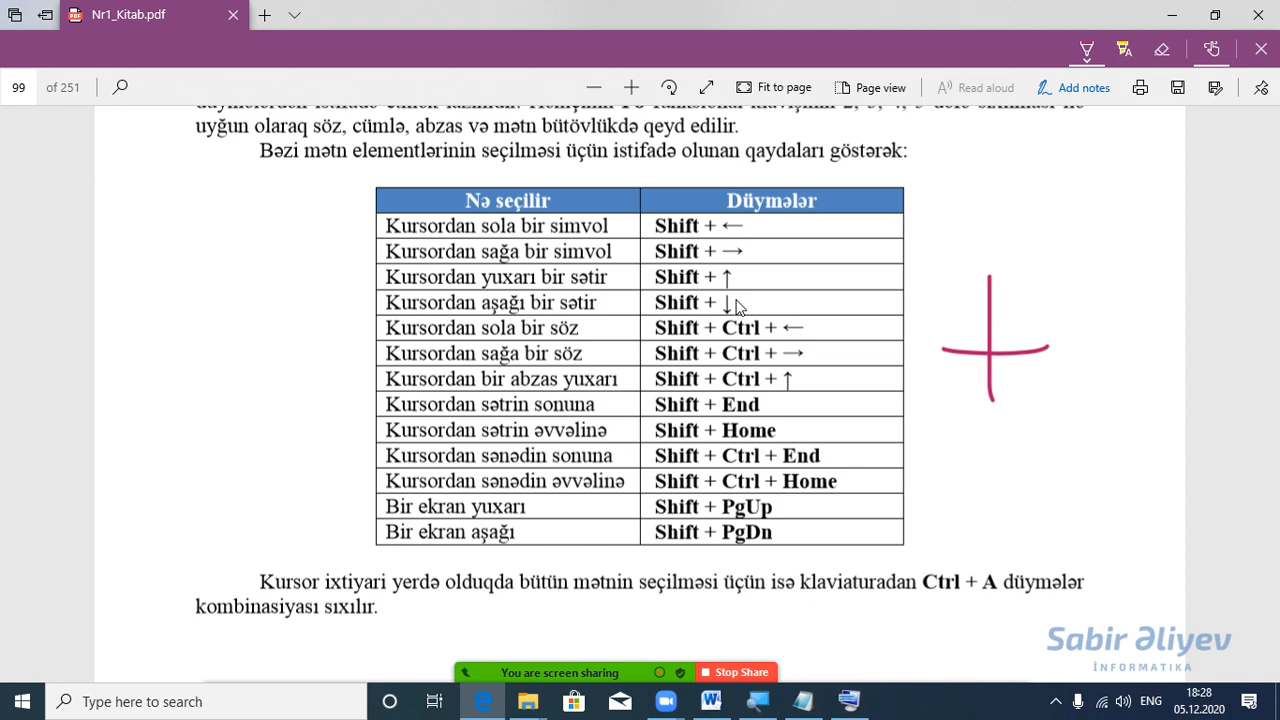 Nr1_Kitab.pdf
99 of 251
Fit to page
Page view
Read aloud
Add notes
uyğun olaraq söz, cümlə, abzas və mətn bütövlükdə qeyd edilir.
Bəzi mətn elementlərinin seçilməsi üçün istifadə olunan qaydaları göstərək:
Nə seçilir Düymələr
Kursordan sola bir simvol Shift + ←
Kursordan sağa bir simvol Shift + →
Kursordan yuxarı bir sətir Shift + ↑
Kursordan aşağı bir sətir Shift + ↓
Kursordan sola bir söz Shift + Ctrl + ←
Kursordan sağa bir söz Shift + Ctrl + →
Kursordan bir abzas yuxarı Shift + Ctrl + ↑
Kursordan sətrin sonuna Shift + End
Kursordan sətrin əvvəlinə Shift + Home
Kursordan sənədin sonuna Shift + Ctrl + End
Kursordan sənədin əvvəlinə Shift + Ctrl + Home
Bir ekran yuxarı Shift + PgUp
Bir ekran aşağı Shift + PgDn
Kursor ixtiyari yerdə olduqda bütün mətnin seçilməsi üçün isə klaviaturadan Ctrl + A düymələr
kombinasiyası sıxılır.
Sabir Əliyev
İNFORMATIKA
You are screen sharing
Stop Share
Type here to search
ENG
18:28
05.12.2020